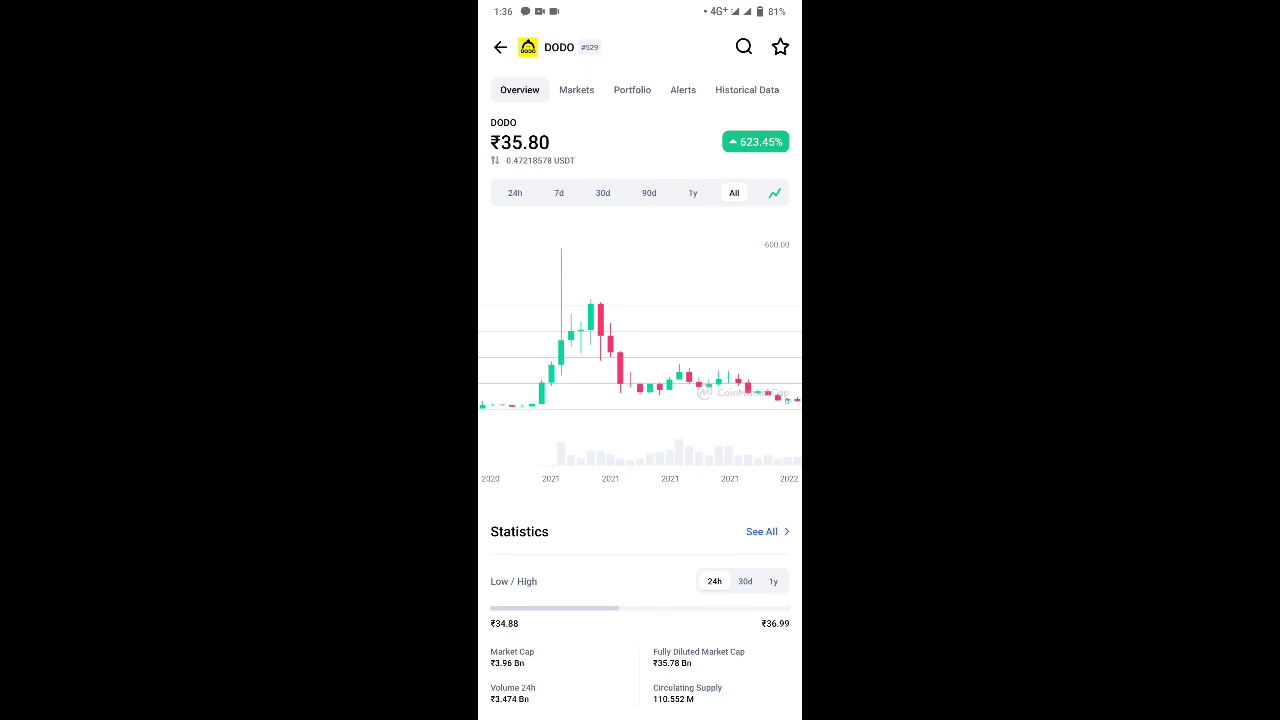 1:36 4G+ 81%
DODO DODO #529
Overview Markets Portfolio Alerts Historical Data
DODO
₹35.80 623.45%
0.47218578 USDT
24h 7d 30d 90d 1y All
600.00
CoinMarketCap
0
2020 2021 2021 2021 2021 2022
Statistics See All
Low / High 24h 30d 1y
₹34.88 ₹36.99
Market Cap Fully Diluted Market Cap
₹3.96 Bn ₹35.78 Bn
Volume 24h Circulating Supply
₹3.474 Bn 110.552 M